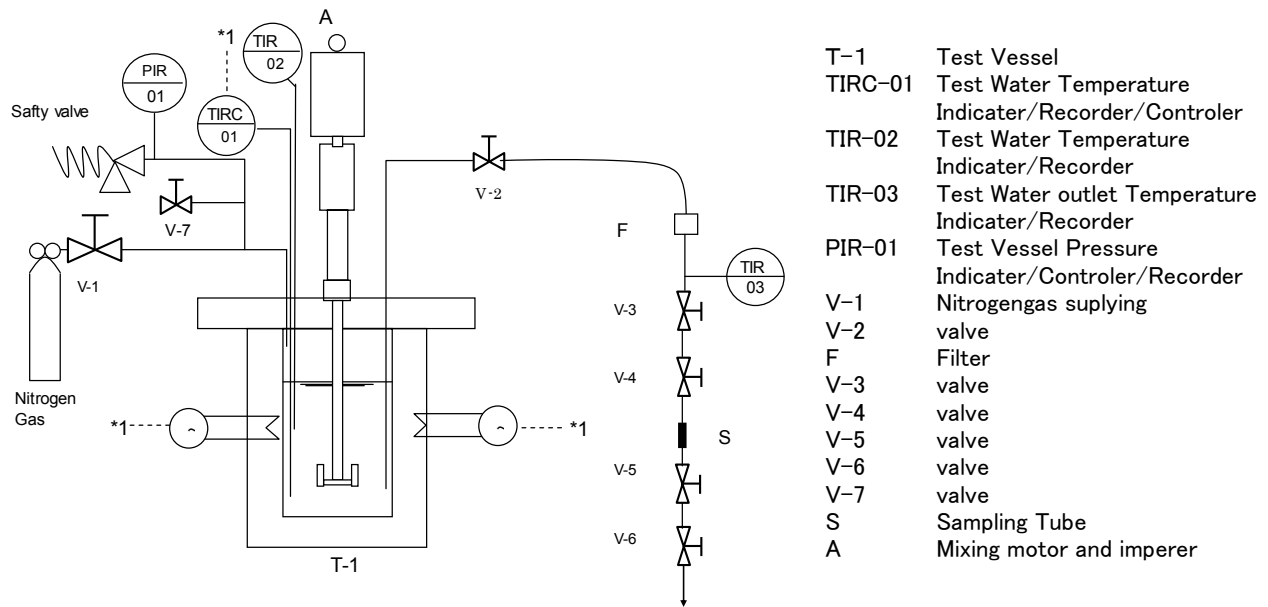 A
*1
TIR
02
PIR
01
TIRC
01
Safty valve
V-7
V-1
V-2
Nitrogen
Gas
*1
*1
T-1
F
TIR
03
V-3
V-4
S
V-5
V-6
T-1 Test Vessel
TIRC-01 Test Water Temperature
Indicater/Recorder/Controler
TIR-02 Test Water Temperature
Indicater/Recorder
TIR-03 Test Water outlet Temperature
Indicater/Recorder
PIR-01 Test Vessel Pressure
Indicater/Controler/Recorder
V-1 Nitrogengas suplying
V-2 valve
F Filter
V-3 valve
V-4 valve
V-5 valve
V-6 valve
V-7 valve
S Sampling Tube
A Mixing motor and imperer